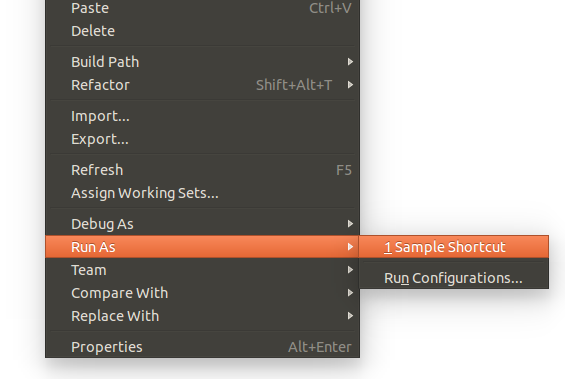 Paste Ctrl+V
Delete
Build Path
Refactor Shift+Alt+T
Import...
Export...
Refresh F5
Assign Working Sets...
Debug As
Run As
Team
Compare With
Replace With
Properties Alt+Enter
1 Sample Shortcut
Run Configurations...